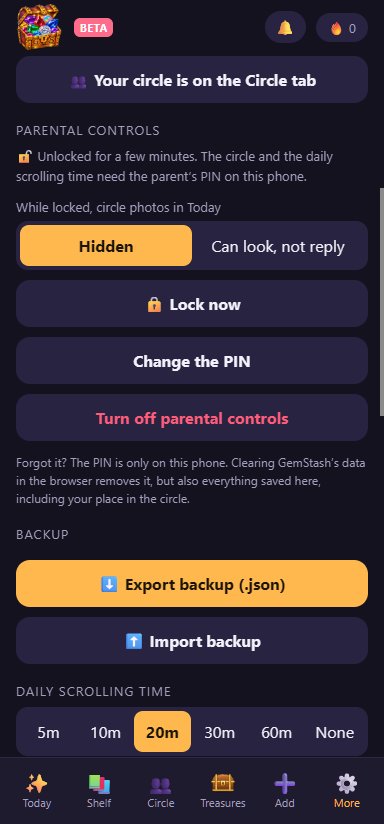 BETA
0
Your circle is on the Circle tab
PARENTAL CONTROLS
Unlocked for a few minutes. The circle and the daily
scrolling time need the parent's PIN on this phone.
While locked, circle photos in Today
Hidden
Can look, not reply
Lock now
Change the PIN
Turn off parental controls
Forgot it? The PIN is only on this phone. Clearing GemStash's data
in the browser removes it, but also everything saved here,
including your place in the circle.
BACKUP
Export backup (.json)
Import backup
DAILY SCROLLING TIME
5m 10m 20m 30m 60m None
Today Shelf Circle Treasures Add More